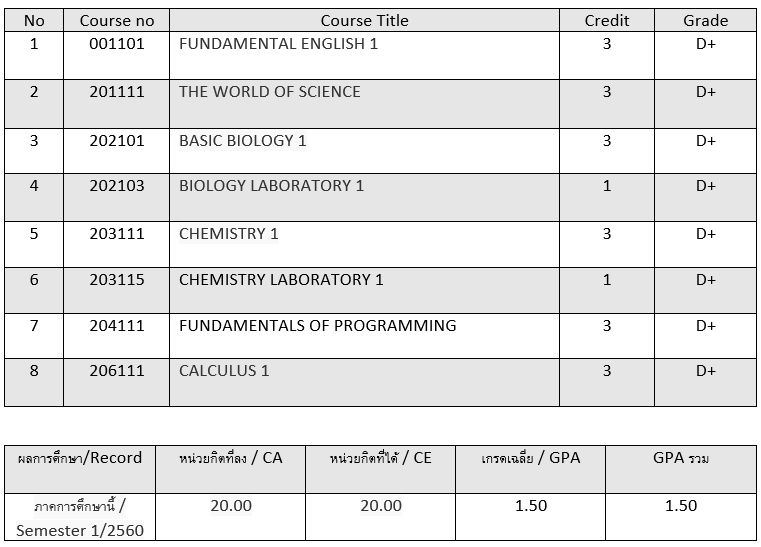 No Course no Course Title Credit Grade
1 001101 FUNDAMENTAL ENGLISH 1 3 D+
2 201111 THE WORLD OF SCIENCE 3 D+
3 202101 BASIC BIOLOGY 1 3 D+
4 202103 BIOLOGY LABORATORY 1 1 D+
5 203111 CHEMISTRY 1 3 D+
6 203115 CHEMISTRY LABORATORY 1 1 D+
7 204111 FUNDAMENTALS OF PROGRAMMING 3 D+
8 206111 CALCULUS 1 3 D+
ผลการศึกษา/Record หน่วยกิตที่ลง / CA หน่วยกิตที่ได้ / CE เกรดเฉลี่ย / GPA GPA รวม
ภาคการศึกษานี้ / 20.00 20.00 1.50 1.50
Semester 1/2560